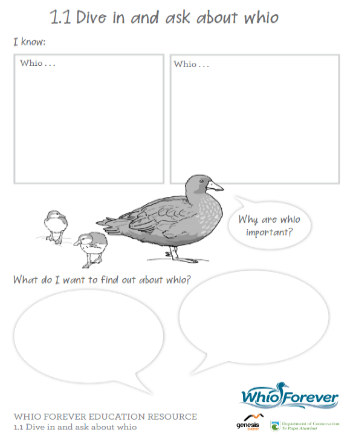 1.1 Dive in and ask about whio
I know:
Whio . . .
Whio . . .
Why are whio
important?
What do I want to find out about whio?
Whio Forever
WHIO FOREVER EDUCATION RESOURCE
1.1 Dive in and ask about whio
genesis
Department of Conservation
Te Papa Atawhai